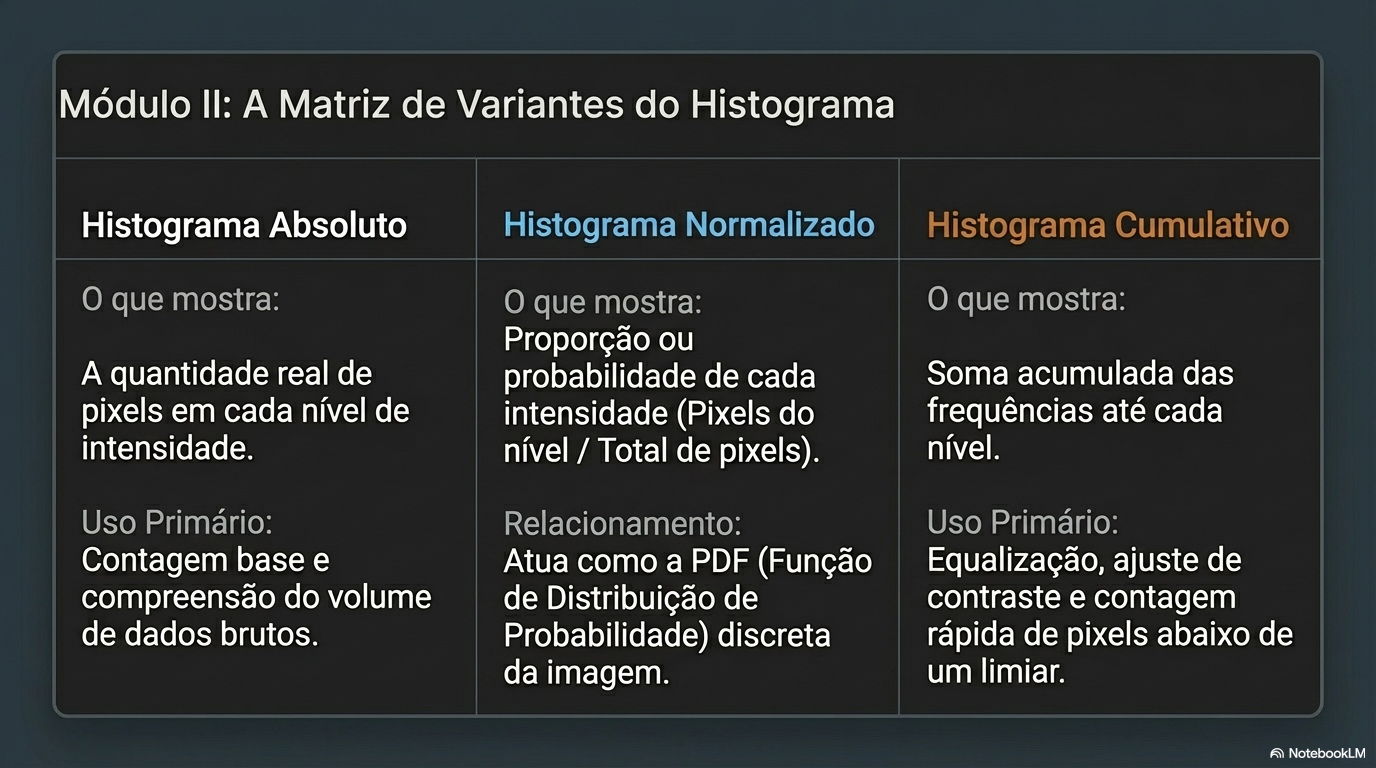 Módulo II: A Matriz de Variantes do Histograma
Histograma Absoluto
O que mostra:
A quantidade real de
pixels em cada nível de
intensidade.
Uso Primário:
Contagem base e
compreensão do volume
de dados brutos.
Histograma Normalizado
O que mostra:
Proporção ou
probabilidade de cada
intensidade (Pixels do
nível / Total de pixels).
Relacionamento:
Atua como a PDF (Função
de Distribuição de
Probabilidade) discreta
da imagem.
Histograma Cumulativo
O que mostra:
Soma acumulada das
frequências até cada
nível.
Uso Primário:
Equalização, ajuste de
contraste e contagem
rápida de pixels abaixo de
um limiar.
NotebookLM